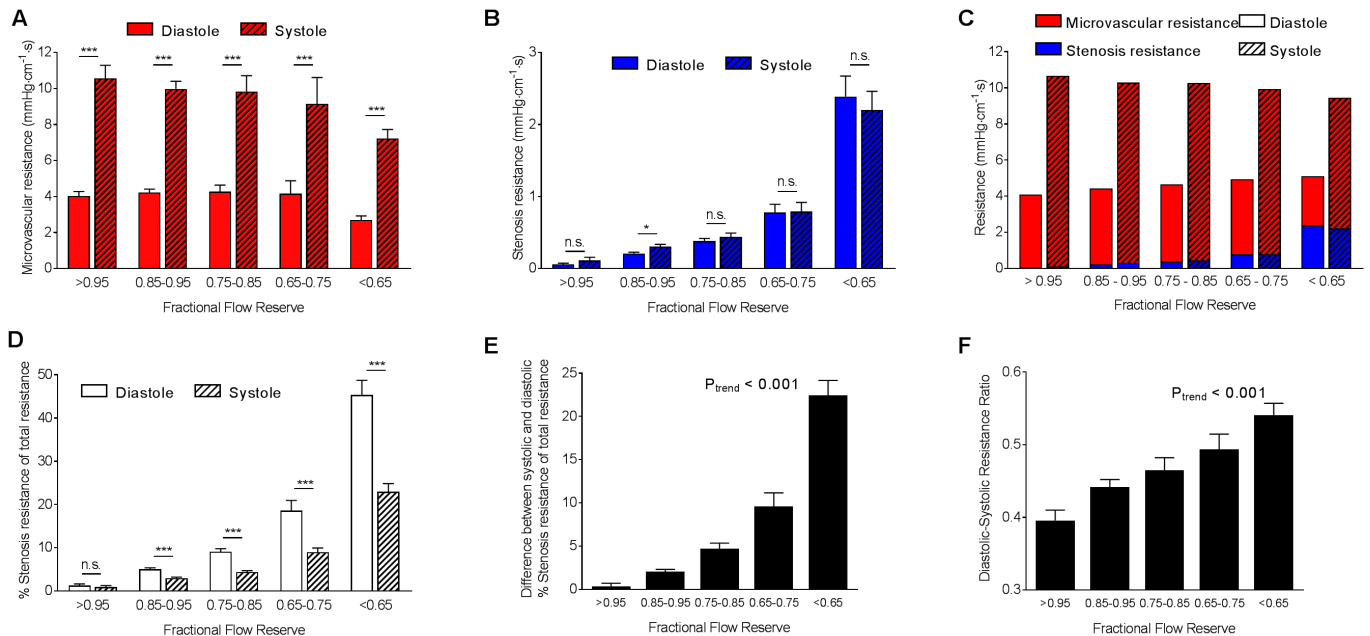 A
Diastole
Systole
Microvascular resistance (mmHg·cm⁻¹·s)
12
10
8
6
4
2
0
***
***
***
***
***
>0.95
0.85-0.95
0.75-0.85
0.65-0.75
<0.65
Fractional Flow Reserve
B
Diastole
Systole
Stenosis resistance (mmHg·cm⁻¹·s)
3
2
1
0
n.s.
*
n.s.
n.s.
n.s.
>0.95
0.85-0.95
0.75-0.85
0.65-0.75
<0.65
Fractional Flow Reserve
C
Microvascular resistance
Diastole
Stenosis resistance
Systole
Resistance (mmHg·cm⁻¹·s)
12
10
8
6
4
2
0
> 0.95
0.85 - 0.95
0.75 - 0.85
0.65 - 0.75
< 0.65
Fractional Flow Reserve
D
Diastole
Systole
% Stenosis resistance of total resistance
50
40
30
20
10
0
n.s.
***
***
***
***
>0.95
0.85-0.95
0.75-0.85
0.65-0.75
<0.65
Fractional Flow Reserve
E
Ptrend < 0.001
Difference between systolic and diastolic
% Stenosis resistance of total resistance
25
20
15
10
5
0
>0.95
0.85-0.95
0.75-0.85
0.65-0.75
<0.65
Fractional Flow Reserve
F
Ptrend < 0.001
Diastolic-Systolic Resistance Ratio
0.6
0.5
0.4
0.3
>0.95
0.85-0.95
0.75-0.85
0.65-0.75
<0.65
Fractional Flow Reserve